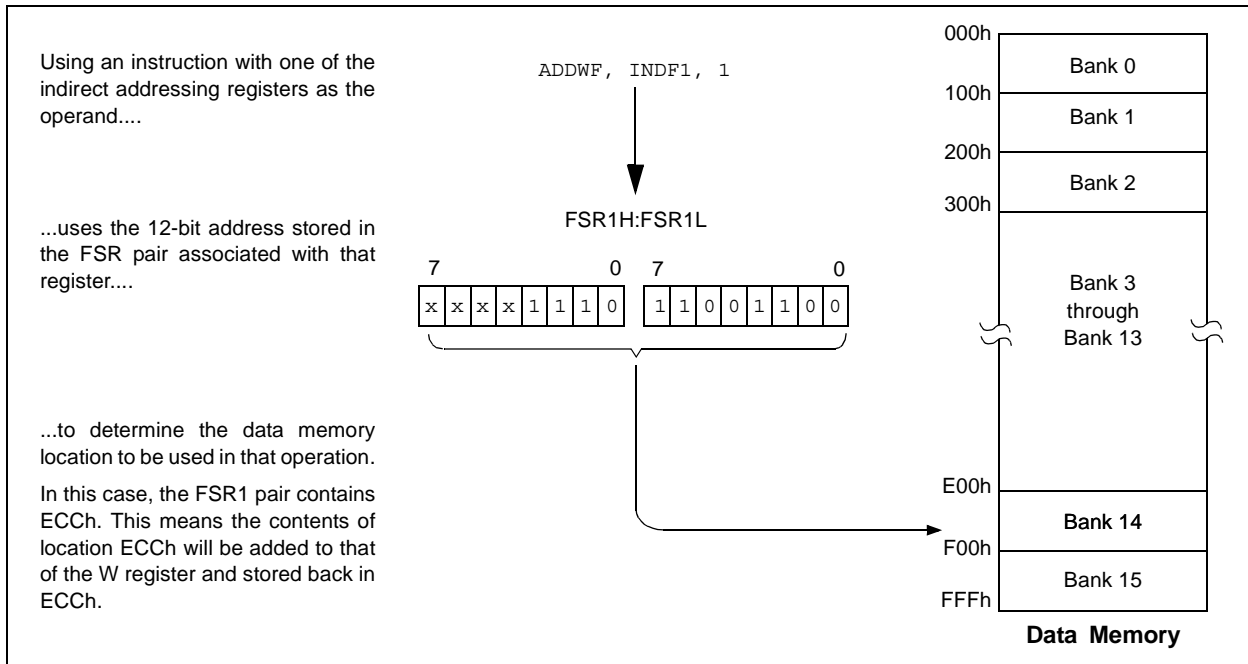 Using an instruction with one of the
indirect addressing registers as the
operand....
ADDWF, INDF1, 1
...uses the 12-bit address stored in
the FSR pair associated with that
register....
FSR1H:FSR1L
7 0 7 0
x x x x 1 1 1 0 1 1 0 0 1 1 0 0
...to determine the data memory
location to be used in that operation.
In this case, the FSR1 pair contains
ECCh. This means the contents of
location ECCh will be added to that
of the W register and stored back in
ECCh.
000h
Bank 0
100h
Bank 1
200h
Bank 2
300h
Bank 3
through
Bank 13
E00h
Bank 14
F00h
Bank 15
FFFh
Data Memory